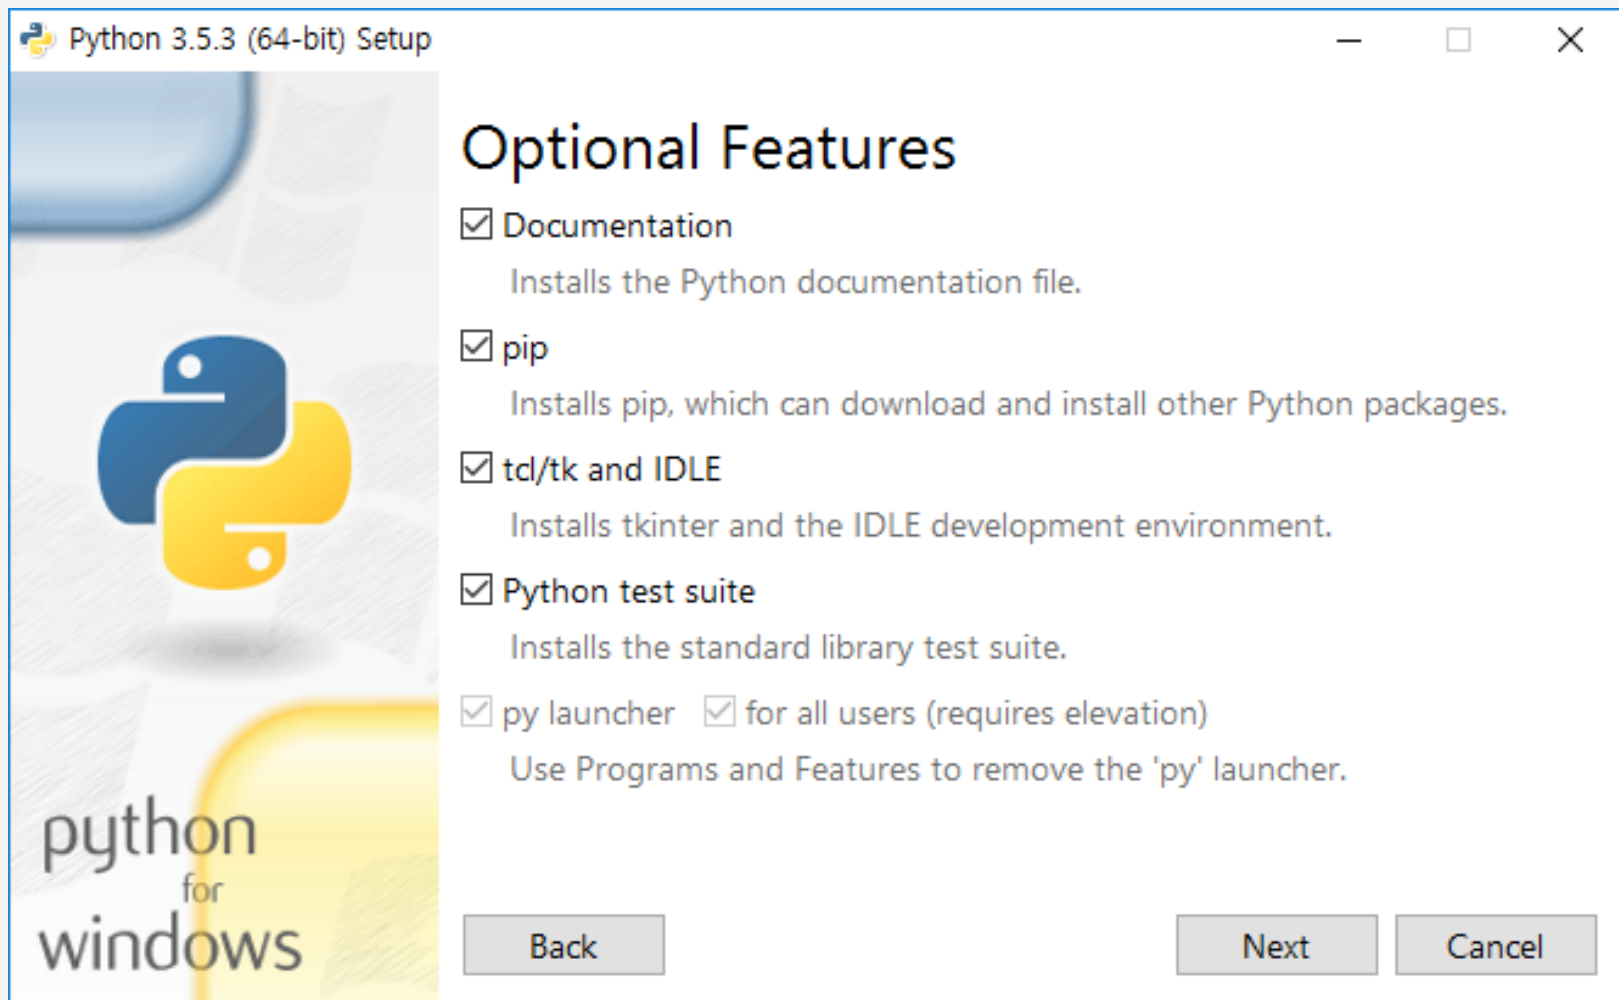 Python 3.5.3 (64-bit) Setup
Optional Features
Documentation
Installs the Python documentation file.
pip
Installs pip, which can download and install other Python packages.
tcl/tk and IDLE
Installs tkinter and the IDLE development environment.
Python test suite
Installs the standard library test suite.
py launcher for all users (requires elevation)
Use Programs and Features to remove the 'py' launcher.
python
for
windows
Back Next Cancel